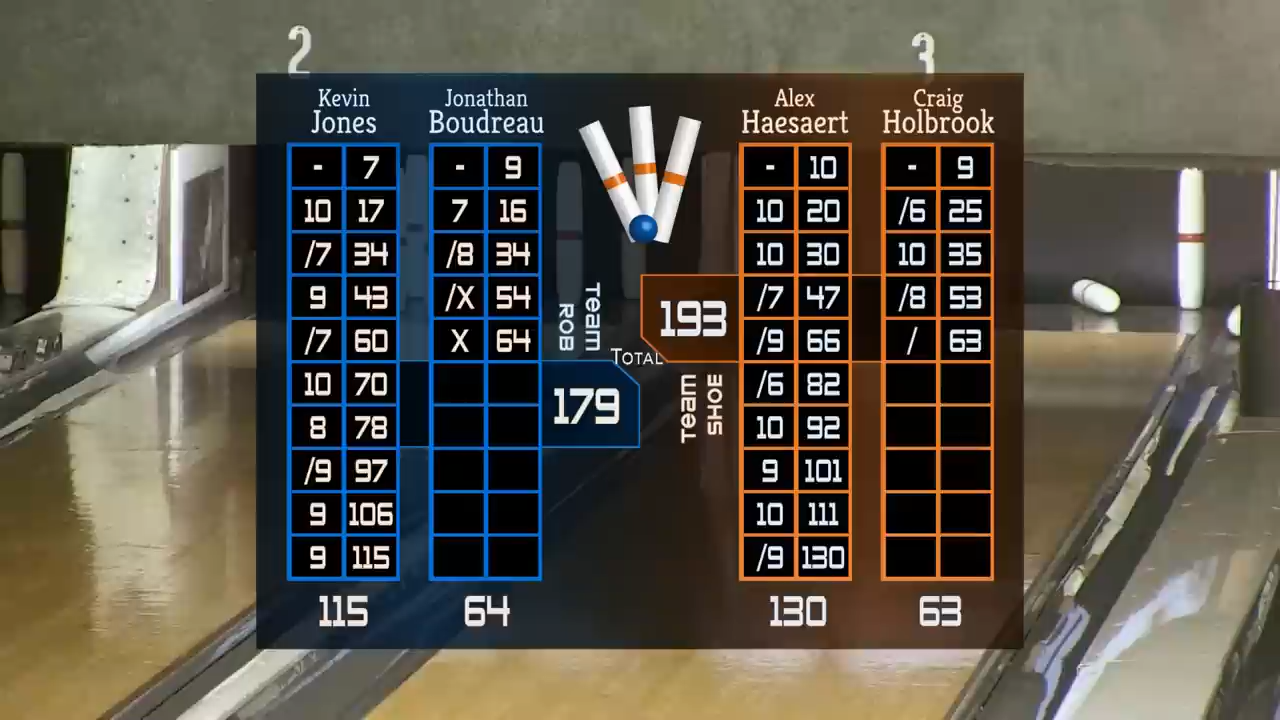 2
3
Kevin
Jones
- 7
10 17
/7 34
9 43
/7 60
10 70
8 78
/9 97
9 106
9 115
115
Jonathan
Boudreau
- 9
7 16
/8 34
/X 54
X 64
64
Team
ROB
Total
179
193
Team
SHOE
Alex
Haesaert
- 10
10 20
10 30
/7 47
/9 66
/6 82
10 92
9 101
10 111
/9 130
130
Craig
Holbrook
- 9
/6 25
10 35
/8 53
/ 63
63